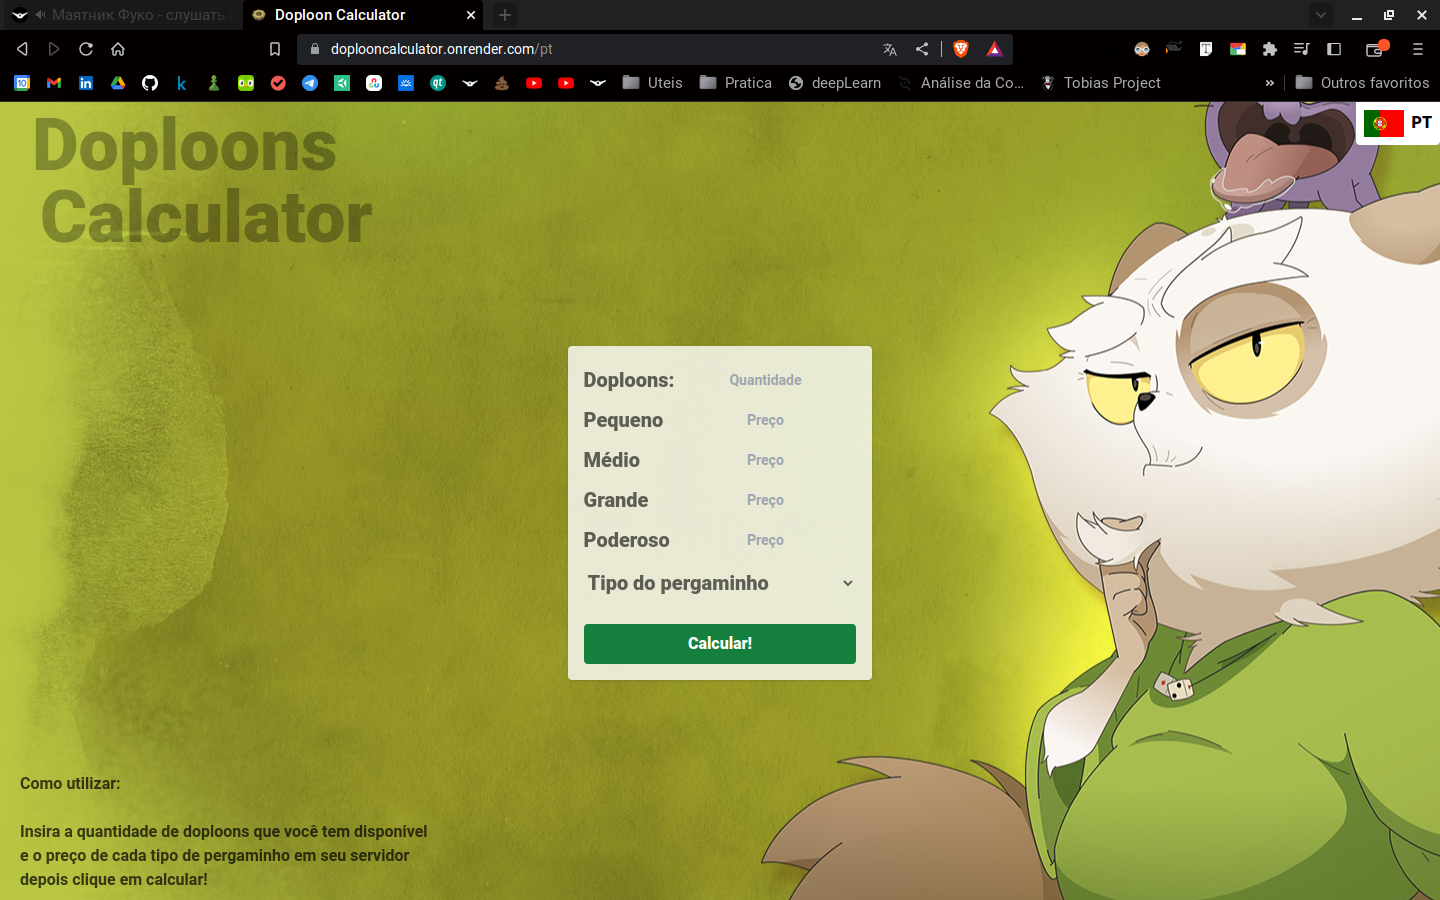 Маятник Фуко - слушать
Doploon Calculator
doplooncalculator.onrender.com/pt
Uteis
Pratica
deepLearn
Análise da Co...
Tobias Project
»
Outros favoritos
PT
Doploons
Calculator
Doploons: Quantidade
Pequeno Preço
Médio Preço
Grande Preço
Poderoso Preço
Tipo do pergaminho
Calcular!
Como utilizar:
Insira a quantidade de doploons que você tem disponivel
e o preço de cada tipo de pergaminho em seu servidor
depois clique em calcular!